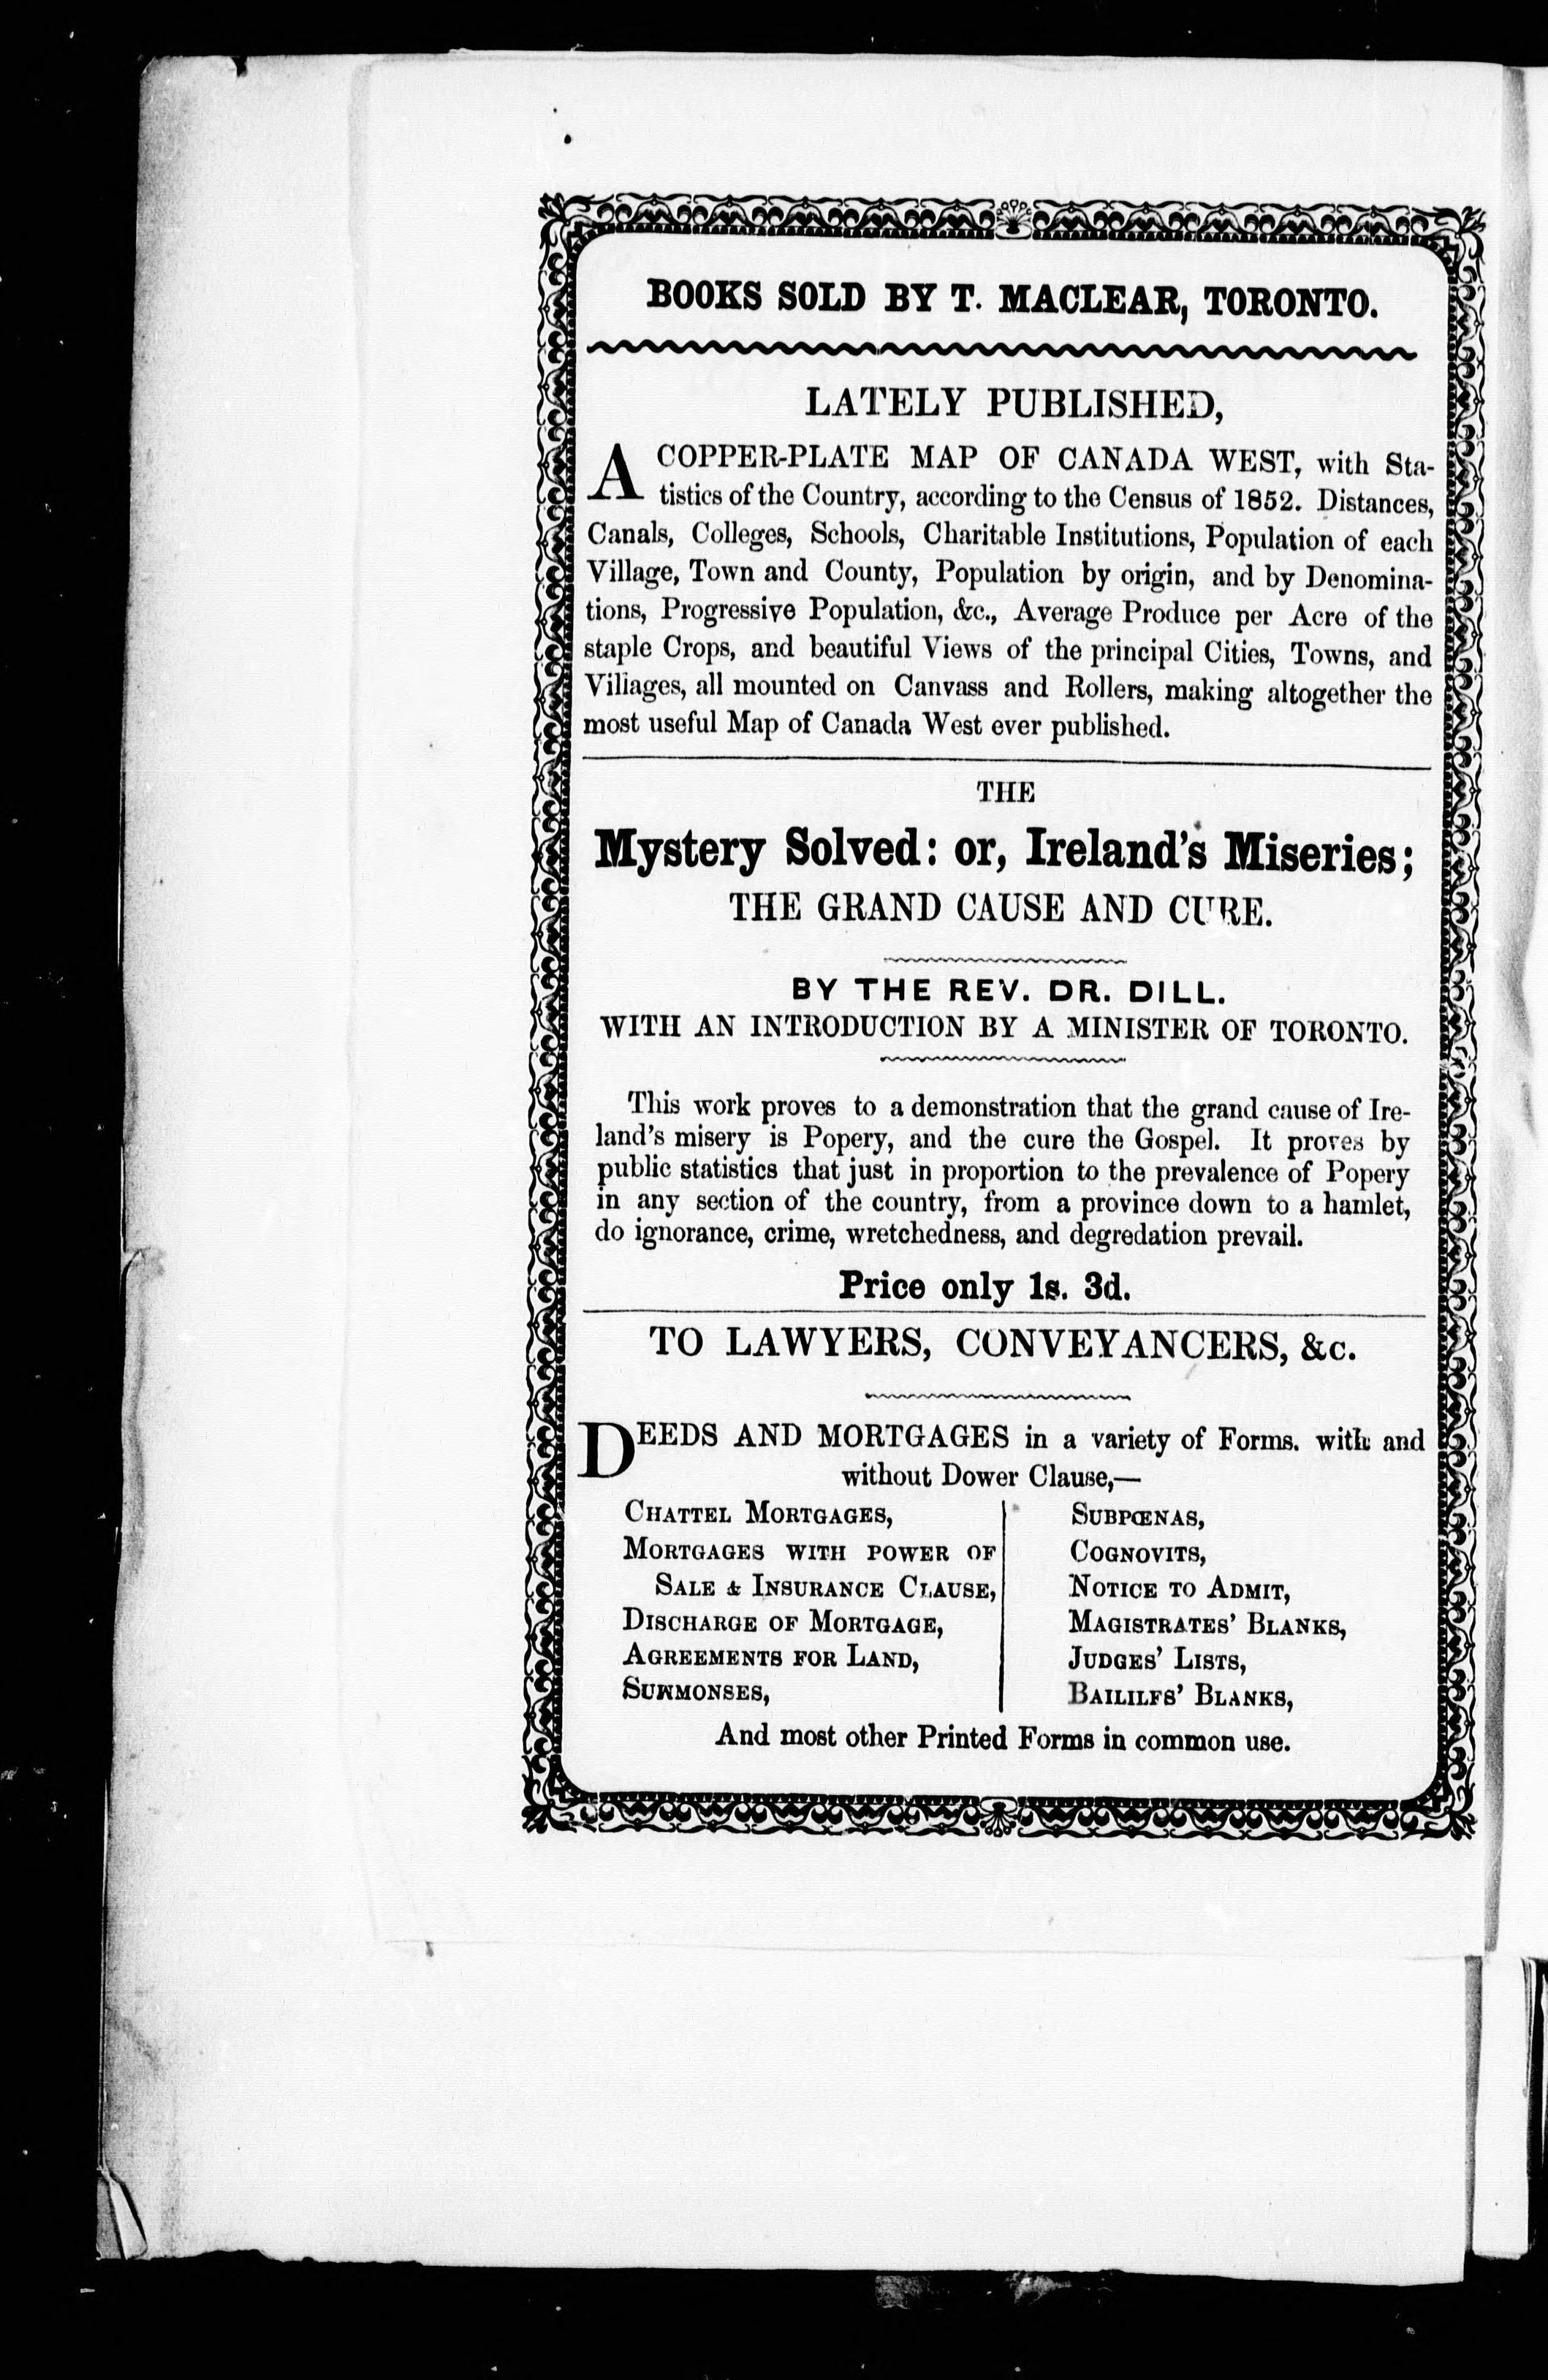 BOOKS SOLD BY T. MACLEAR, TORONTO.
LATELY PUBLISHED,
A COPPER-PLATE MAP OF CANADA WEST, with Sta-
tistics of the Country, according to the Census of 1852. Distances,
Canals, Colleges, Schools, Charitable Institutions, Population of each
Village, Town and County, Population by origin, and by Denomina-
tions, Progressive Population, &c., Average Produce per Acre of the
staple Crops, and beautiful Views of the principal Cities, Towns, and
Villages, all mounted on Canvass and Rollers, making altogether the
most useful Map of Canada West ever published.
THE
Mystery Solved: or, Ireland's Miseries;
THE GRAND CAUSE AND CURE.
BY THE REV. DR. DILL.
WITH AN INTRODUCTION BY A MINISTER OF TORONTO.
This work proves to a demonstration that the grand cause of Ire-
land's misery is Popery, and the cure the Gospel. It proves by
public statistics that just in proportion to the prevalence of Popery
in any section of the country, from a province down to a hamlet,
do ignorance, crime, wretchedness, and degredation prevail.
Price only 1s. 3d.
TO LAWYERS, CONVEYANCERS, &c.
DEEDS AND MORTGAGES in a variety of Forms. with and
without Dower Clause,—
CHATTEL MORTGAGES,
MORTGAGES WITH POWER OF
SALE & INSURANCE CLAUSE,
DISCHARGE OF MORTGAGE,
AGREEMENTS FOR LAND,
SUMMONSES,
SUBPŒNAS,
COGNOVITS,
NOTICE TO ADMIT,
MAGISTRATES' BLANKS,
JUDGES' LISTS,
BAILILFS' BLANKS,
And most other Printed Forms in common use.